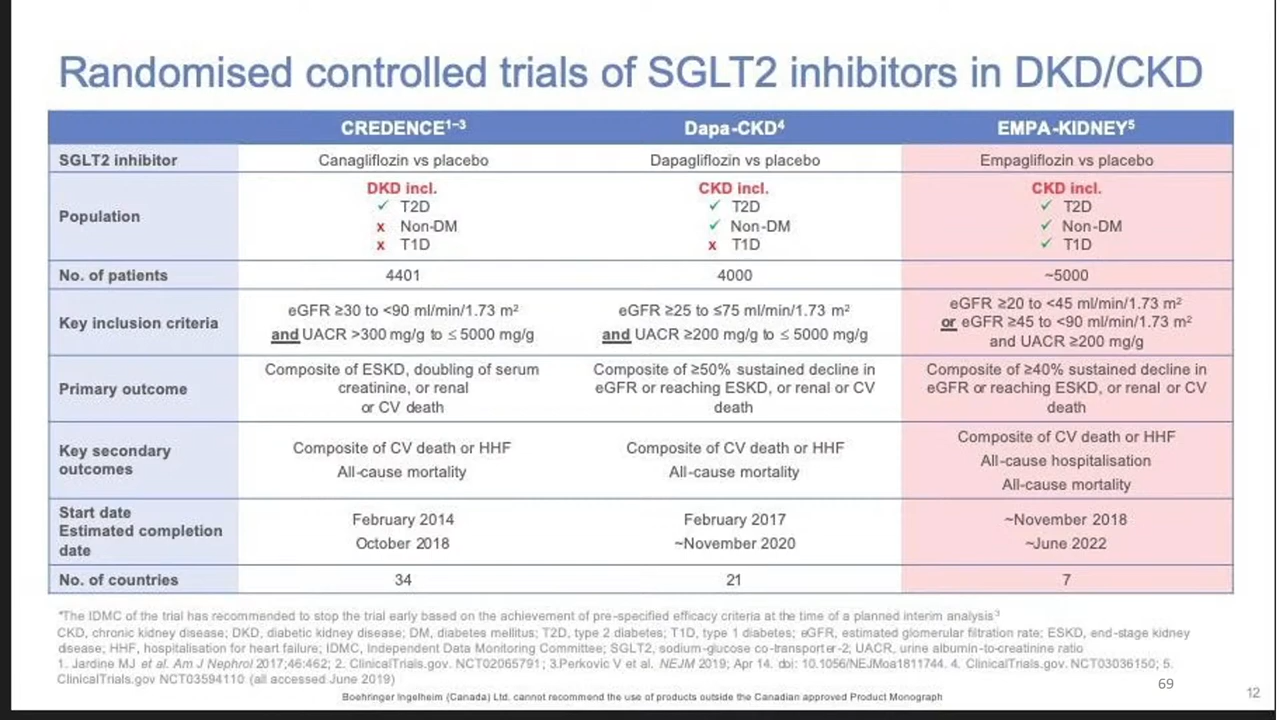 Randomised controlled trials of SGLT2 inhibitors in DKD/CKD
CREDENCE¹⁻³ Dapa-CKD⁴ EMPA-KIDNEY⁵
SGLT2 inhibitor Canagliflozin vs placebo Dapagliflozin vs placebo Empagliflozin vs placebo
Population
DKD incl.
✓ T2D
x Non-DM
x T1D
CKD incl.
✓ T2D
✓ Non-DM
x T1D
CKD incl.
✓ T2D
✓ Non-DM
✓ T1D
No. of patients 4401 4000 ~5000
Key inclusion criteria
eGFR ≥30 to <90 ml/min/1.73 m²
and UACR >300 mg/g to ≤ 5000 mg/g
eGFR ≥25 to ≤75 ml/min/1.73 m²
and UACR ≥200 mg/g to ≤ 5000 mg/g
eGFR ≥20 to <45 ml/min/1.73 m²
or eGFR ≥45 to <90 ml/min/1.73 m²
and UACR ≥200 mg/g
Primary outcome
Composite of ESKD, doubling of serum
creatinine, or renal
or CV death
Composite of ≥50% sustained decline in
eGFR or reaching ESKD, or renal or CV
death
Composite of ≥40% sustained decline in
eGFR or reaching ESKD, or renal or CV
death
Key secondary
outcomes
Composite of CV death or HHF
All-cause mortality
Composite of CV death or HHF
All-cause mortality
Composite of CV death or HHF
All-cause hospitalisation
All-cause mortality
Start date
Estimated completion
date
February 2014
October 2018
February 2017
~November 2020
~November 2018
~June 2022
No. of countries 34 21 7
*The IDMC of the trial has recommended to stop the trial early based on the achievement of pre-specified efficacy criteria at the time of a planned interim analysis³
CKD, chronic kidney disease; DKD, diabetic kidney disease; DM, diabetes mellitus; T2D, type 2 diabetes; T1D, type 1 diabetes; eGFR, estimated glomerular filtration rate; ESKD, end-stage kidney
disease; HHF, hospitalisation for heart failure; IDMC, Independent Data Monitoring Committee; SGLT2, sodium-glucose co-transporter-2; UACR, urine albumin-to-creatinine ratio
1. Jardine MJ et al. Am J Nephrol 2017;46:462; 2. ClinicalTrials.gov. NCT02065791; 3.Perkovic V et al. NEJM 2019; Apr 14. doi: 10.1056/NEJMoa1811744. 4. ClinicalTrials.gov. NCT03036150; 5.
ClinicalTrials.gov NCT03594110 (all accessed June 2019)
69
Boehringer Ingelheim (Canada) Ltd. cannot recommend the use of products outside the Canadian approved Product Monograph
12